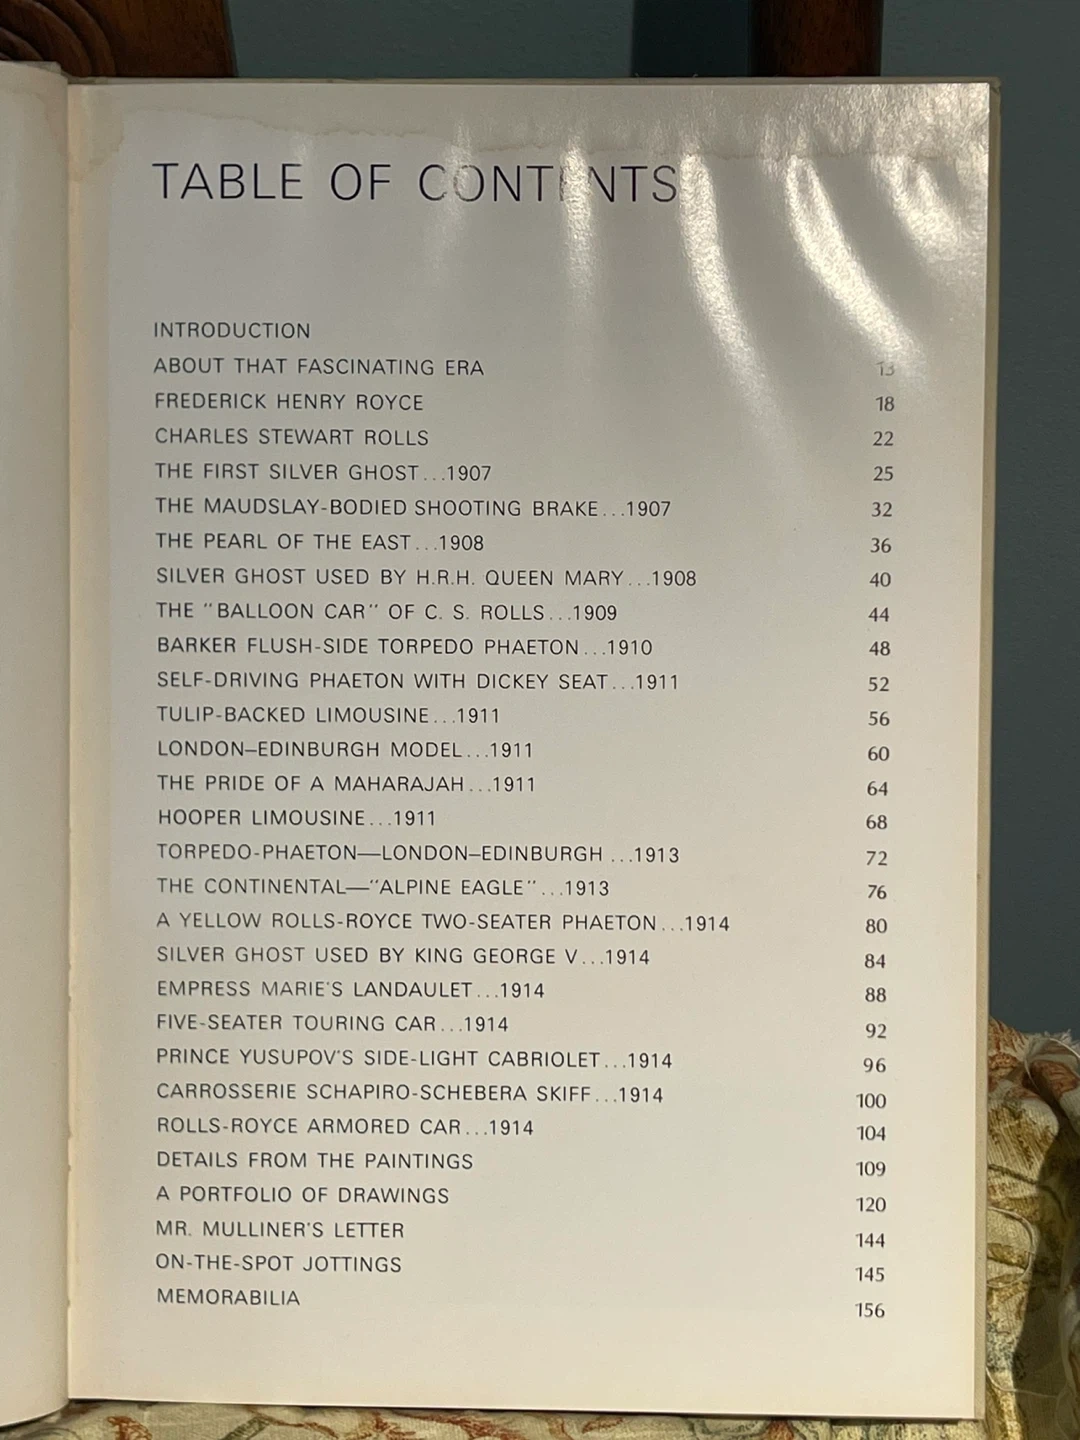 TABLE OF CONTENTS
INTRODUCTION
ABOUT THAT FASCINATING ERA 13
FREDERICK HENRY ROYCE 18
CHARLES STEWART ROLLS 22
THE FIRST SILVER GHOST...1907 25
THE MAUDSLAY-BODIED SHOOTING BRAKE...1907 32
THE PEARL OF THE EAST...1908 36
SILVER GHOST USED BY H.R.H. QUEEN MARY...1908 40
THE "BALLOON CAR" OF C. S. ROLLS...1909 44
BARKER FLUSH-SIDE TORPEDO PHAETON...1910 48
SELF-DRIVING PHAETON WITH DICKEY SEAT...1911 52
TULIP-BACKED LIMOUSINE...1911 56
LONDON–EDINBURGH MODEL...1911 60
THE PRIDE OF A MAHARAJAH...1911 64
HOOPER LIMOUSINE...1911 68
TORPEDO-PHAETON—LONDON–EDINBURGH ...1913 72
THE CONTINENTAL—"ALPINE EAGLE"...1913 76
A YELLOW ROLLS-ROYCE TWO-SEATER PHAETON...1914 80
SILVER GHOST USED BY KING GEORGE V...1914 84
EMPRESS MARIE'S LANDAULET...1914 88
FIVE-SEATER TOURING CAR...1914 92
PRINCE YUSUPOV'S SIDE-LIGHT CABRIOLET...1914 96
CARROSSERIE SCHAPIRO-SCHEBERA SKIFF...1914 100
ROLLS-ROYCE ARMORED CAR...1914 104
DETAILS FROM THE PAINTINGS 109
A PORTFOLIO OF DRAWINGS 120
MR. MULLINER'S LETTER 144
ON-THE-SPOT JOTTINGS 145
MEMORABILIA 156